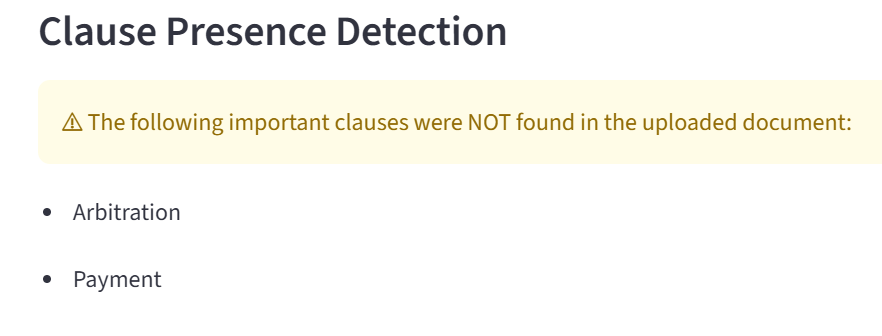 Clause Presence Detection
⚠ The following important clauses were NOT found in the uploaded document:
• Arbitration
• Payment